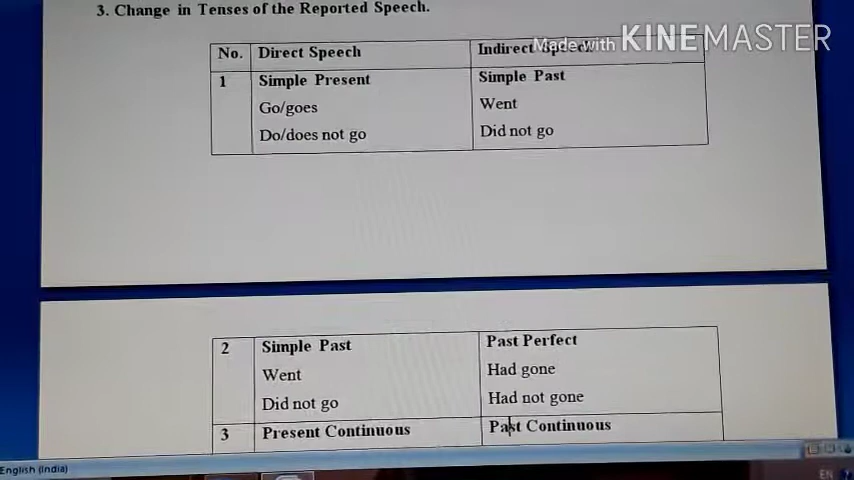 3. Change in Tenses of the Reported Speech.
Made with KINEMASTER
No. Direct Speech Indirect Speech
1 Simple Present Simple Past
Go/goes Went
Do/does not go Did not go
2 Simple Past Past Perfect
Went Had gone
Did not go Had not gone
3 Present Continuous Past Continuous
English (India)
EN